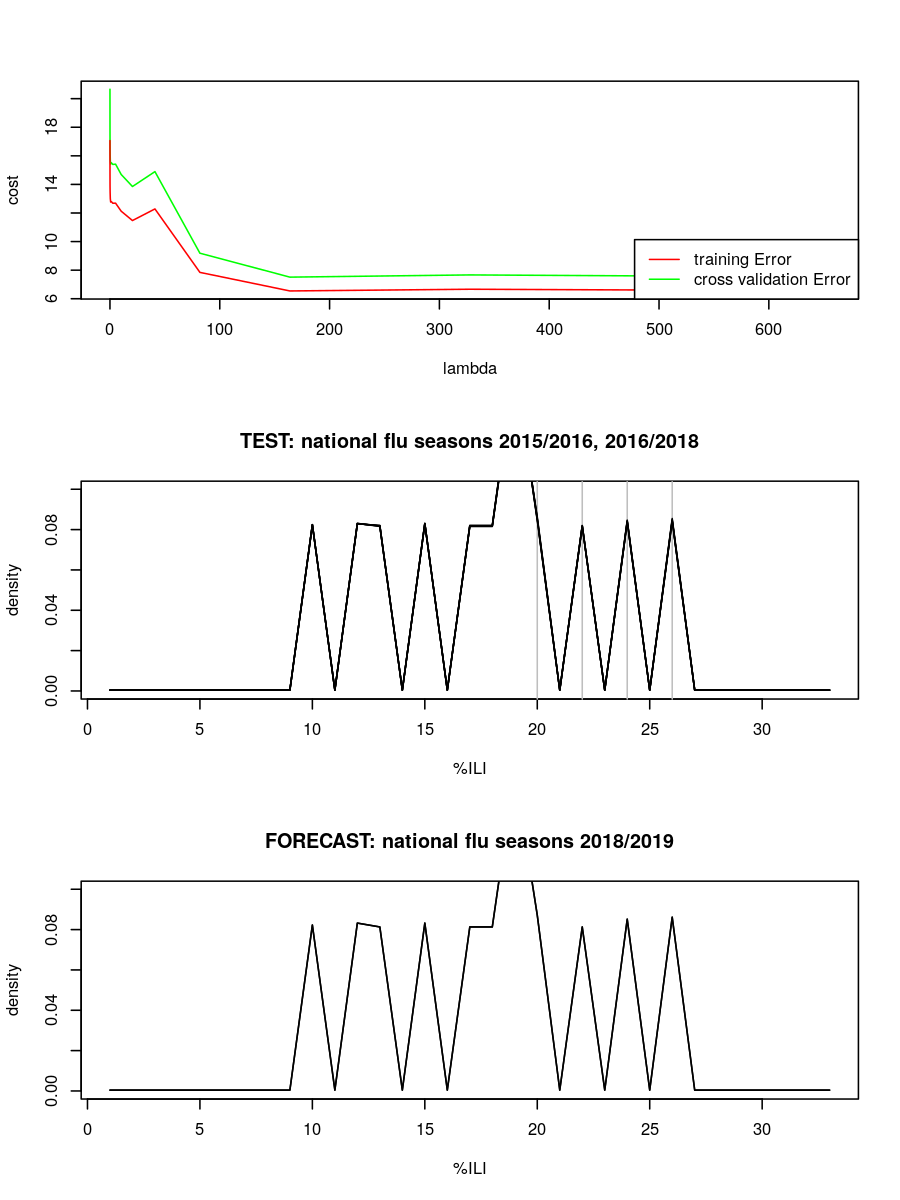 cost
18
14
10
8
6
training Error
cross validation Error
0 100 200 300 400 500 600
lambda
TEST: national flu seasons 2015/2016, 2016/2018
density
0.08
0.04
0.00
0 5 10 15 20 25 30
%ILI
FORECAST: national flu seasons 2018/2019
density
0.08
0.04
0.00
0 5 10 15 20 25 30
%ILI